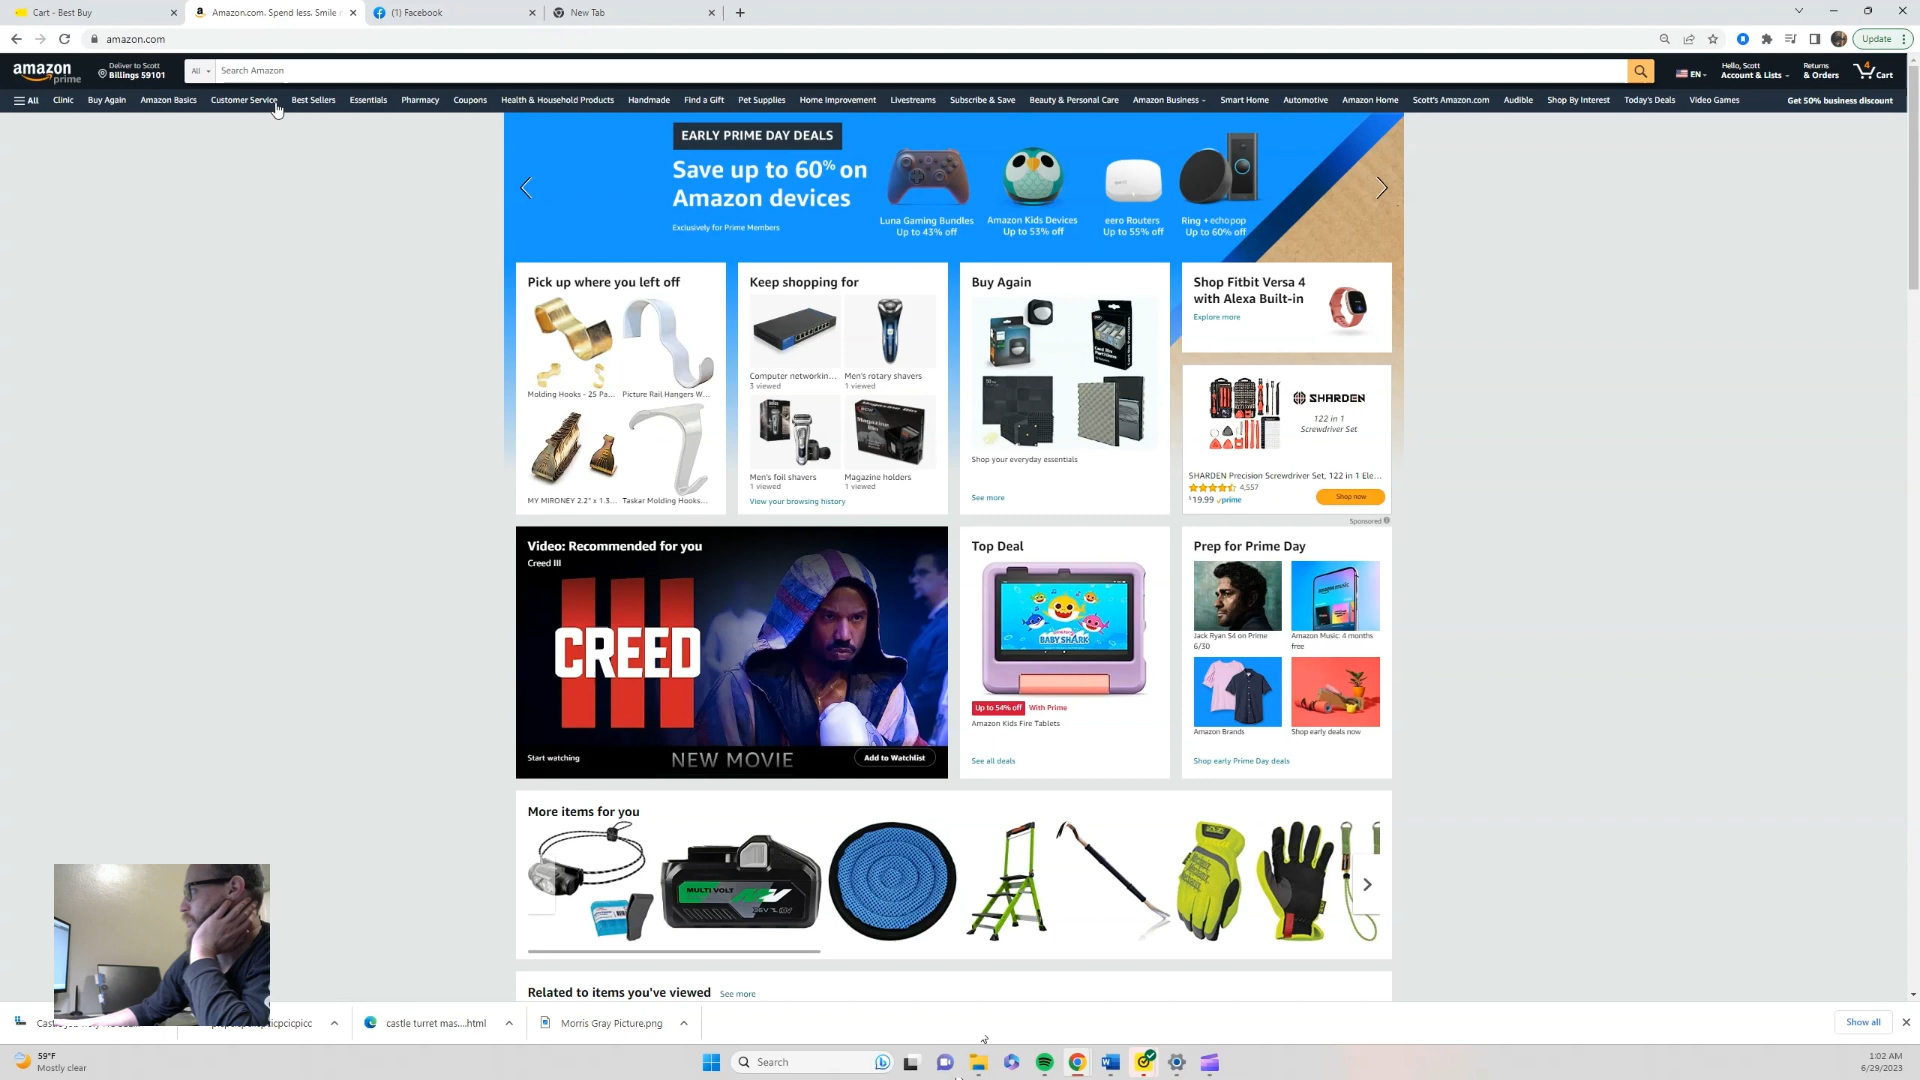 Cart - Best Buy
Amazon.com. Spend less. Smile
(1) Facebook
New Tab
amazon.com
Update
amazon
prime
Deliver to Scott
Billings 59101
All
Search Amazon
EN
Hello, Scott
Account & Lists
Returns
& Orders
4
Cart
All
Clinic
Buy Again
Amazon Basics
Customer Service
Best Sellers
Essentials
Pharmacy
Coupons
Health & Household Products
Handmade
Find a Gift
Pet Supplies
Home Improvement
Livestreams
Subscribe & Save
Beauty & Personal Care
Amazon Business
Smart Home
Automotive
Amazon Home
Scott's Amazon.com
Audible
Shop By Interest
Today's Deals
Video Games
Get 50% business discount
EARLY PRIME DAY DEALS
Save up to 60% on
Amazon devices
Exclusively for Prime Members
Luna Gaming Bundles
Up to 43% off
Amazon Kids Devices
Up to 53% off
eero Routers
Up to 55% off
Ring + echo pop
Up to 60% off
Pick up where you left off
Molding Hooks - 25 Pa...
Picture Rail Hangers W...
MY MIRONEY 2.2" x 1.3...
Taskar Molding Hooks...
Keep shopping for
Computer networkin...
3 viewed
Men's rotary shavers
1 viewed
Men's foil shavers
1 viewed
Magazine holders
1 viewed
View your browsing history
Buy Again
Shop your everyday essentials
See more
Shop Fitbit Versa 4
with Alexa Built-in
Explore more
SHARDEN
122 in 1
Screwdriver Set
SHARDEN Precision Screwdriver Set, 122 in 1 Ele...
4,557
$19.99 prime
Shop now
Sponsored
Video: Recommended for you
Creed III
CREED
Start watching
NEW MOVIE
Add to Watchlist
Top Deal
BABY SHARK
Up to 54% off With Prime
Amazon Kids Fire Tablets
See all deals
Prep for Prime Day
Jack Ryan S4 on Prime
6/30
Amazon Music: 4 months
free
Amazon Brands
Shop early deals now
Shop early Prime Day deals
More items for you
MULTI VOLT
Related to items you've viewed
See more
castle turret mas....html
Morris Gray Picture.png
Show all
59°F
Mostly clear
Search
1:02 AM
6/29/2023